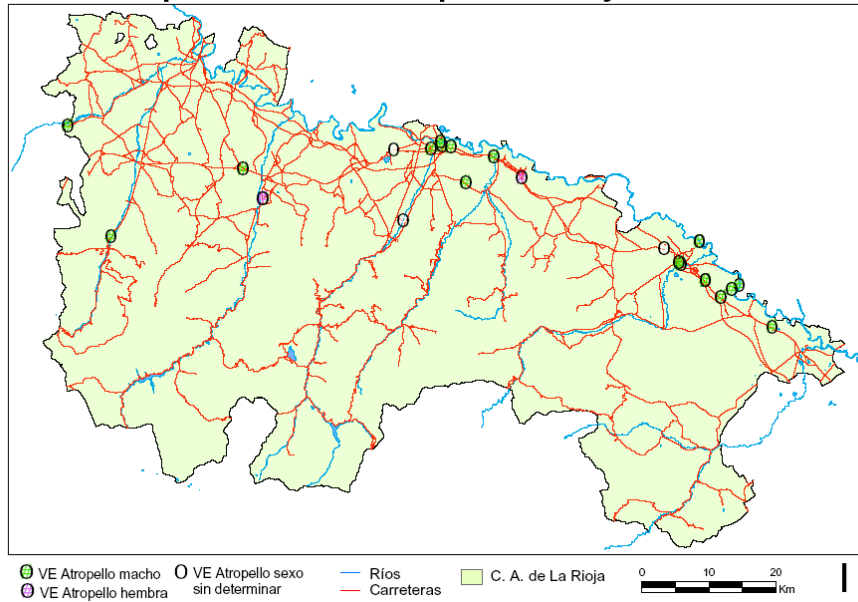 VE Atropello macho
VE Atropello hembra
VE Atropello sexo
sin determinar
Ríos
Carreteras
C. A. de La Rioja
0 10 20
Km